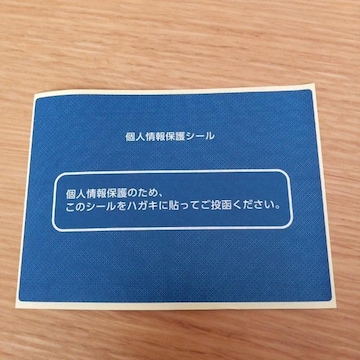 個人情報保護シール
個人情報保護のため、
このシールをハガキに貼ってご投函ください。